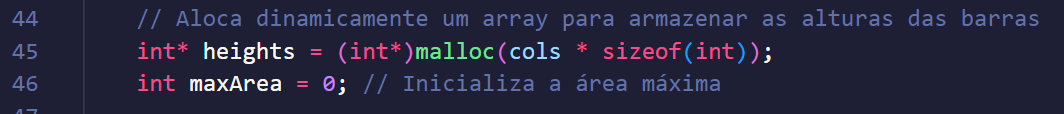 44 // Aloca dinamicamente um array para armazenar as alturas das barras
45 int* heights = (int*)malloc(cols * sizeof(int));
46 int maxArea = 0; // Inicializa a área máxima